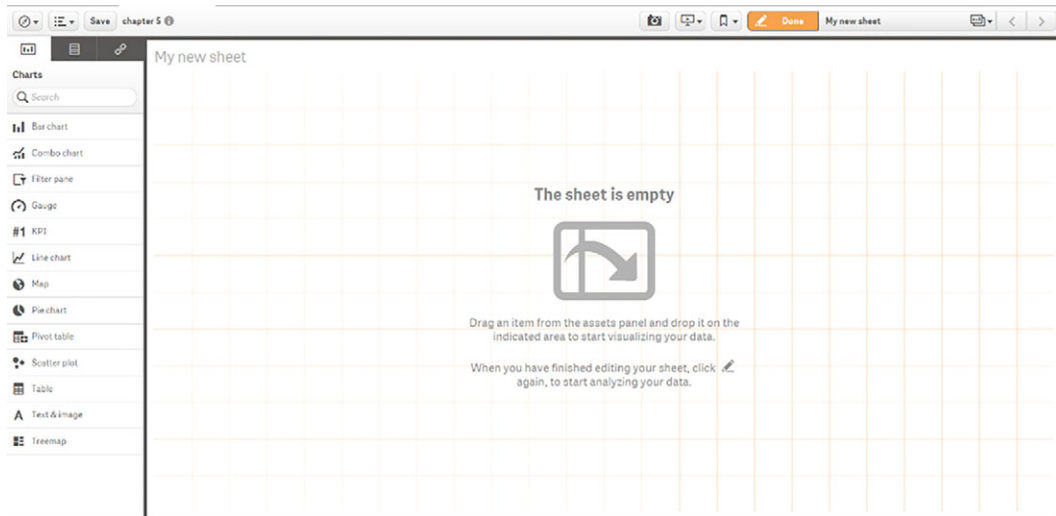 Save chapter 5 Done My new sheet
My new sheet
Charts
Search
Bar chart
Combo chart
Filter pane
Gauge
#1 KPI
Line chart
Map
Pie chart
Pivot table
Scatter plot
Table
A Text & image
Treemap
The sheet is empty
Drag an item from the assets panel and drop it on the
indicated area to start visualizing your data.
When you have finished editing your sheet, click
again, to start analyzing your data.